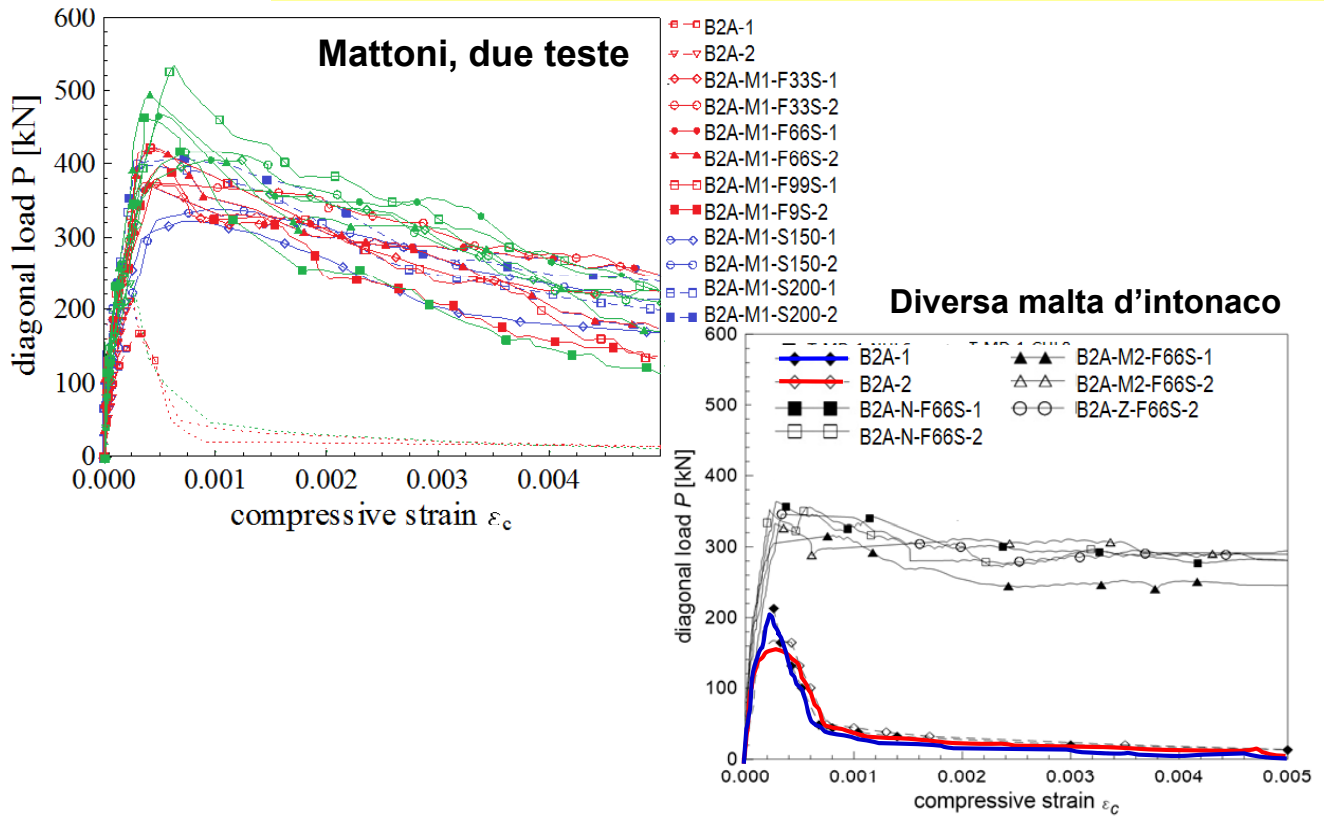 Mattoni, due teste
600
500
400
300
200
100
0
diagonal load P [kN]
0.000
0.001
0.002
0.003
0.004
compressive strain εc
B2A-1
B2A-2
B2A-M1-F33S-1
B2A-M1-F33S-2
B2A-M1-F66S-1
B2A-M1-F66S-2
B2A-M1-F99S-1
B2A-M1-F9S-2
B2A-M1-S150-1
B2A-M1-S150-2
B2A-M1-S200-1
B2A-M1-S200-2
Diversa malta d’intonaco
600
500
400
300
200
100
0
diagonal load P [kN]
B2A-1
B2A-2
B2A-N-F66S-1
B2A-N-F66S-2
B2A-M2-F66S-1
B2A-M2-F66S-2
B2A-Z-F66S-2
0.000
0.001
0.002
0.003
0.004
0.005
compressive strain εc